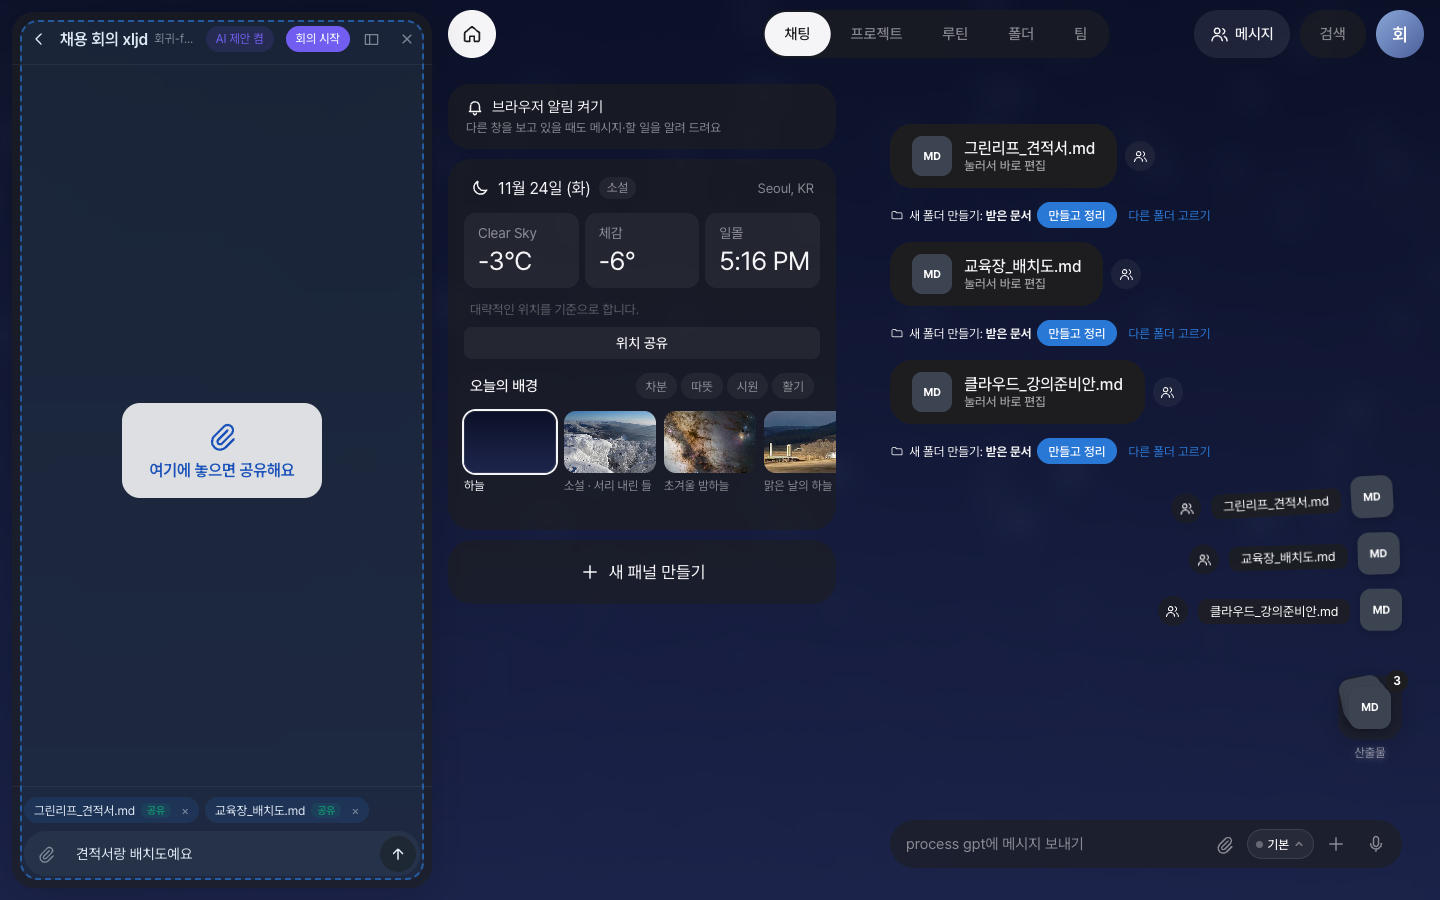 채용 회의 xljd 회귀-f... AI 제안 컴 회의 시작
여기에 놓으면 공유해요
그린리프_견적서.md 공유 × 교육장_배치도.md 공유 ×
견적서랑 배치도예요
채팅 프로젝트 루틴 폴더 팀
메시지 검색 회
브라우저 알림 켜기
다른 창을 보고 있을 때도 메시지·할 일을 알려 드려요
11월 24일 (화) 소설 Seoul, KR
Clear Sky 체감 일몰
-3°C -6° 5:16 PM
대략적인 위치를 기준으로 합니다.
위치 공유
오늘의 배경 차분 따뜻 시원 활기
하늘 소설 · 서리 내린 들 초겨울 밤하늘 맑은 날의 하늘
새 패널 만들기
MD 그린리프_견적서.md
눌러서 바로 편집
새 폴더 만들기: 받은 문서 만들고 정리 다른 폴더 고르기
MD 교육장_배치도.md
눌러서 바로 편집
새 폴더 만들기: 받은 문서 만들고 정리 다른 폴더 고르기
MD 클라우드_강의준비안.md
눌러서 바로 편집
새 폴더 만들기: 받은 문서 만들고 정리 다른 폴더 고르기
그린리프_견적서.md MD
교육장_배치도.md MD
클라우드_강의준비안.md MD
3
MD
산출물
process gpt에 메시지 보내기 기본